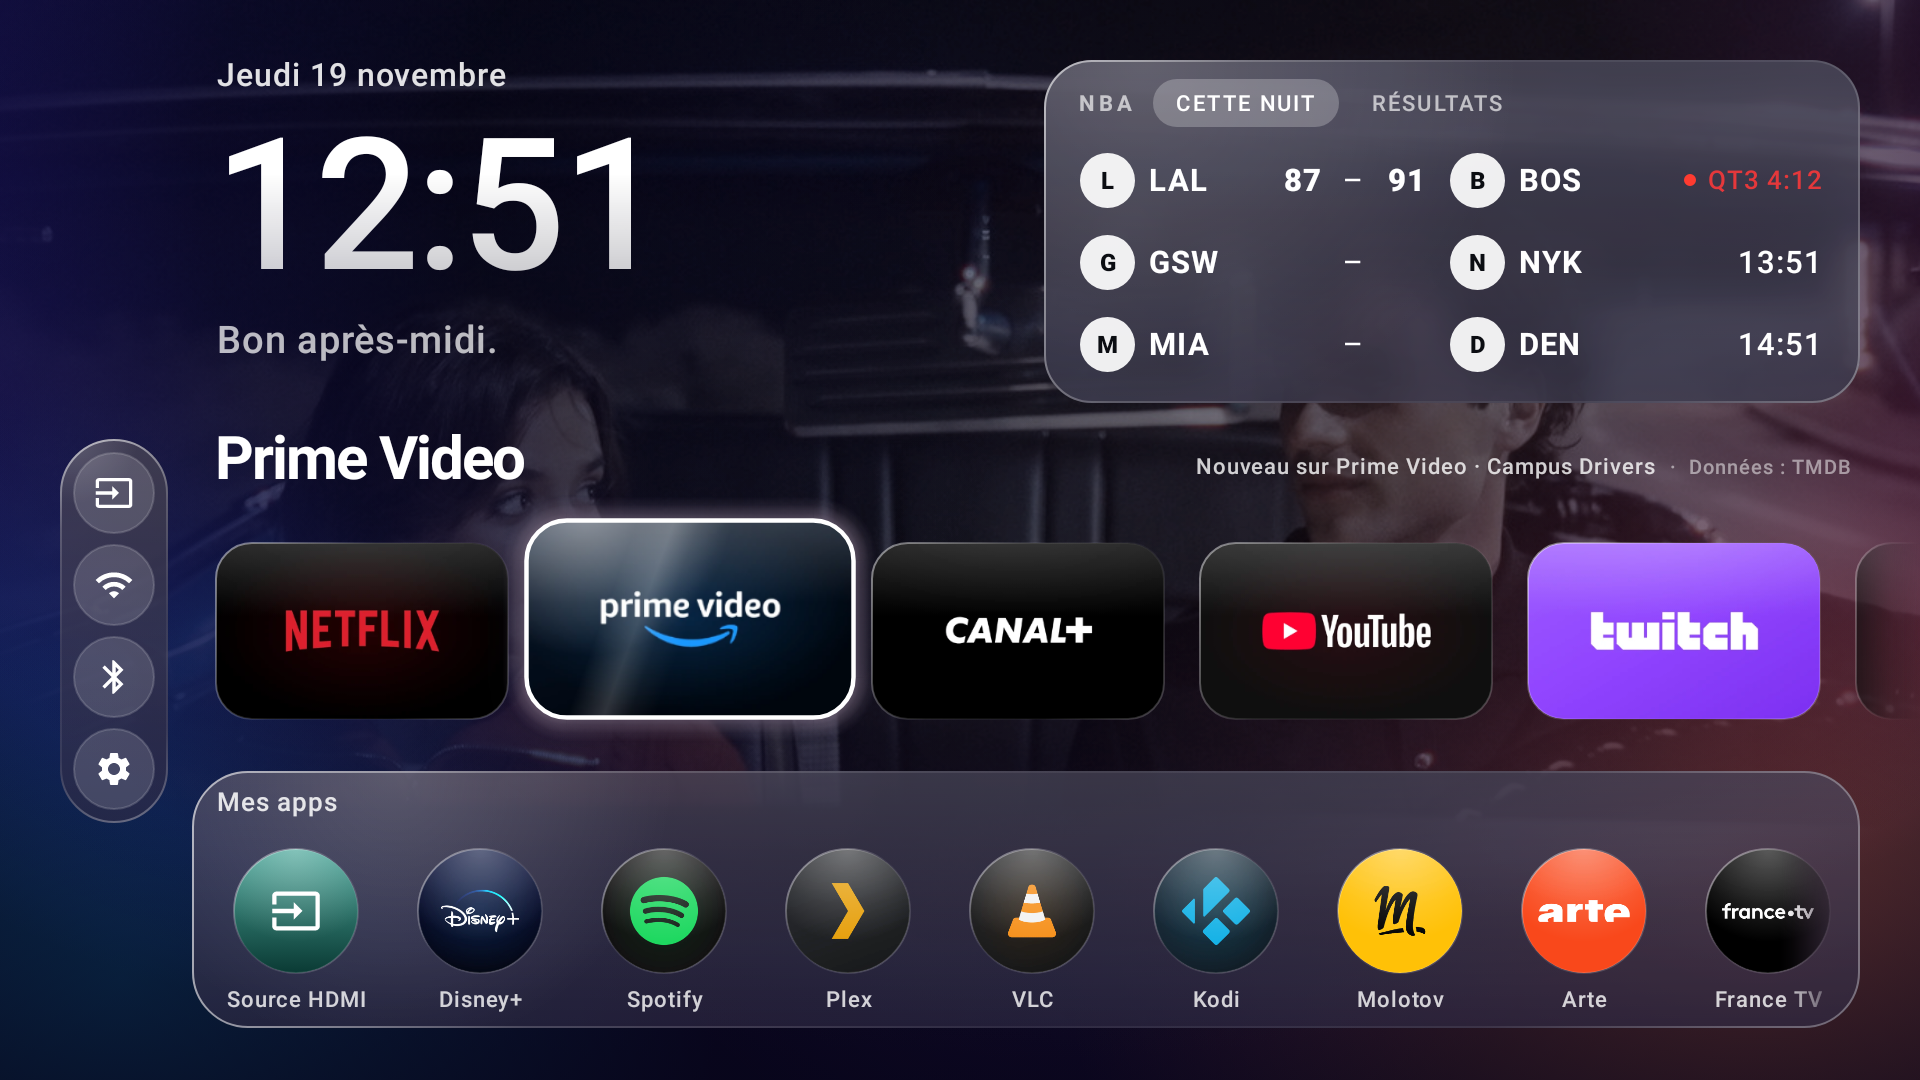 Jeudi 19 novembre
12:51
Bon après-midi.
NBA CETTE NUIT RÉSULTATS
L LAL 87 – 91 B BOS QT3 4:12
G GSW – N NYK 13:51
M MIA – D DEN 14:51
Prime Video
Nouveau sur Prime Video · Campus Drivers · Données : TMDB
NETFLIX
prime video
CANAL+
YouTube
twitch
Mes apps
Disney+
M.
arte
france•tv
Source HDMI
Disney+
Spotify
Plex
VLC
Kodi
Molotov
Arte
France TV